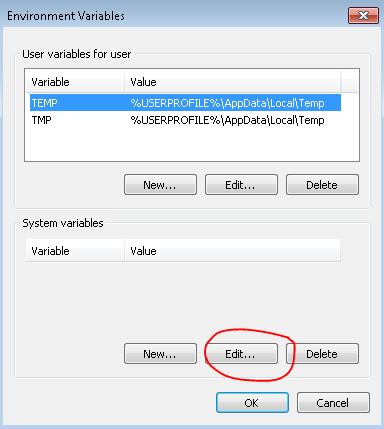 Environment Variables
User variables for user
Variable Value
TEMP %USERPROFILE%\AppData\Local\Temp
TMP %USERPROFILE%\AppData\Local\Temp
New... Edit... Delete
System variables
Variable Value
New... Edit... Delete
OK Cancel